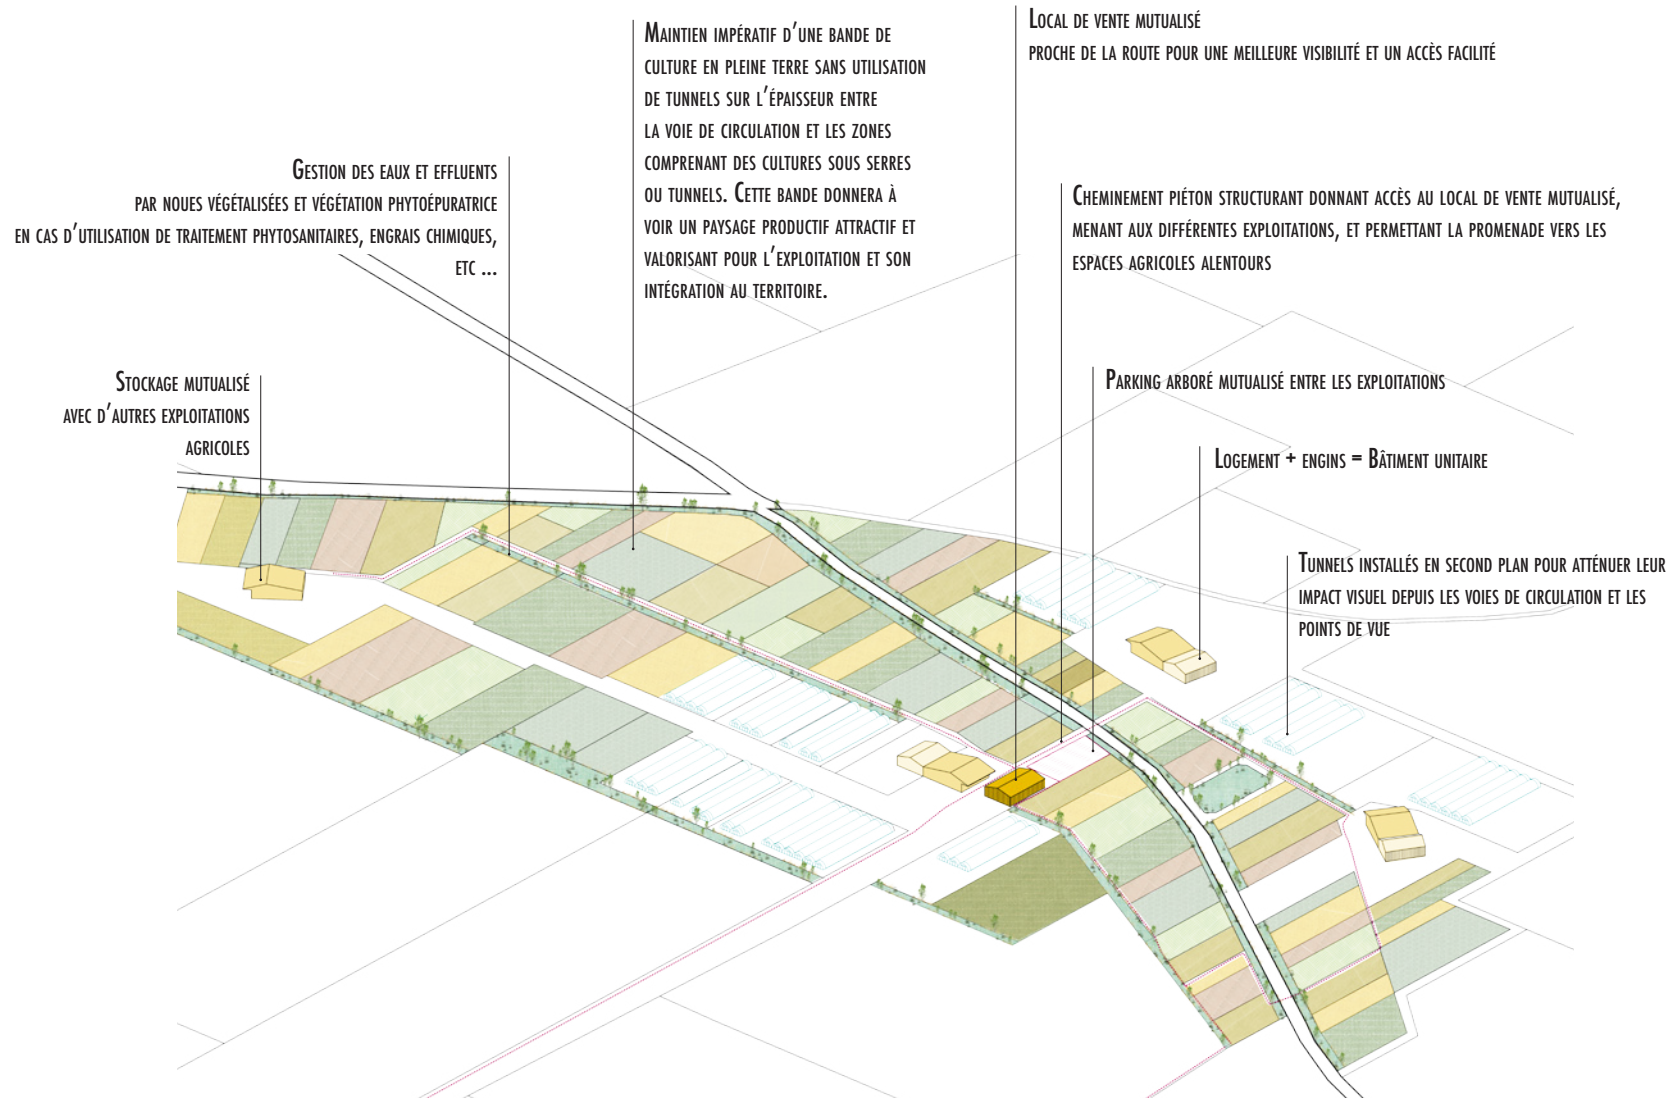 Local de vente mutualisé
proche de la route pour une meilleure visibilité et un accès facilité
Maintien impératif d'une bande de
culture en pleine terre sans utilisation
de tunnels sur l'épaisseur entre
la voie de circulation et les zones
comprenant des cultures sous serres
ou tunnels. Cette bande donnera à
voir un paysage productif attractif et
valorisant pour l'exploitation et son
intégration au territoire.
Gestion des eaux et effluents
par noues végétalisées et végétation phytoépuratrice
en cas d'utilisation de traitement phytosanitaires, engrais chimiques,
etc ...
Cheminement piéton structurant donnant accès au local de vente mutualisé,
menant aux différentes exploitations, et permettant la promenade vers les
espaces agricoles alentours
Stockage mutualisé
avec d'autres exploitations
agricoles
Parking arboré mutualisé entre les exploitations
Logement + engins = Bâtiment unitaire
Tunnels installés en second plan pour atténuer leur
impact visuel depuis les voies de circulation et les
points de vue